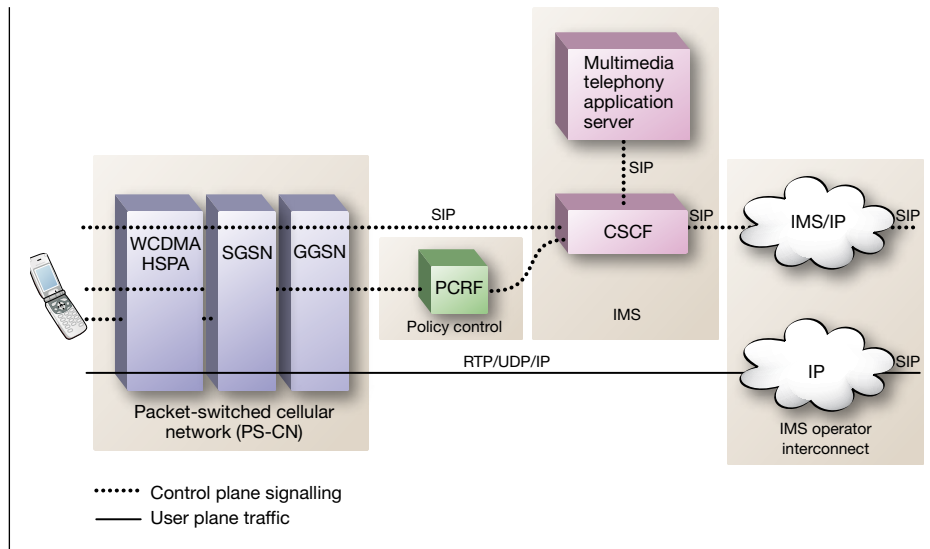 Multimedia
telephony
application
server
SIP
SIP
CSCF
SIP
IMS/IP
SIP
WCDMA
HSPA
SGSN
GGSN
PCRF
Policy control
IMS
RTP/UDP/IP
IP
SIP
Packet-switched cellular
network (PS-CN)
IMS operator
interconnect
Control plane signalling
User plane traffic